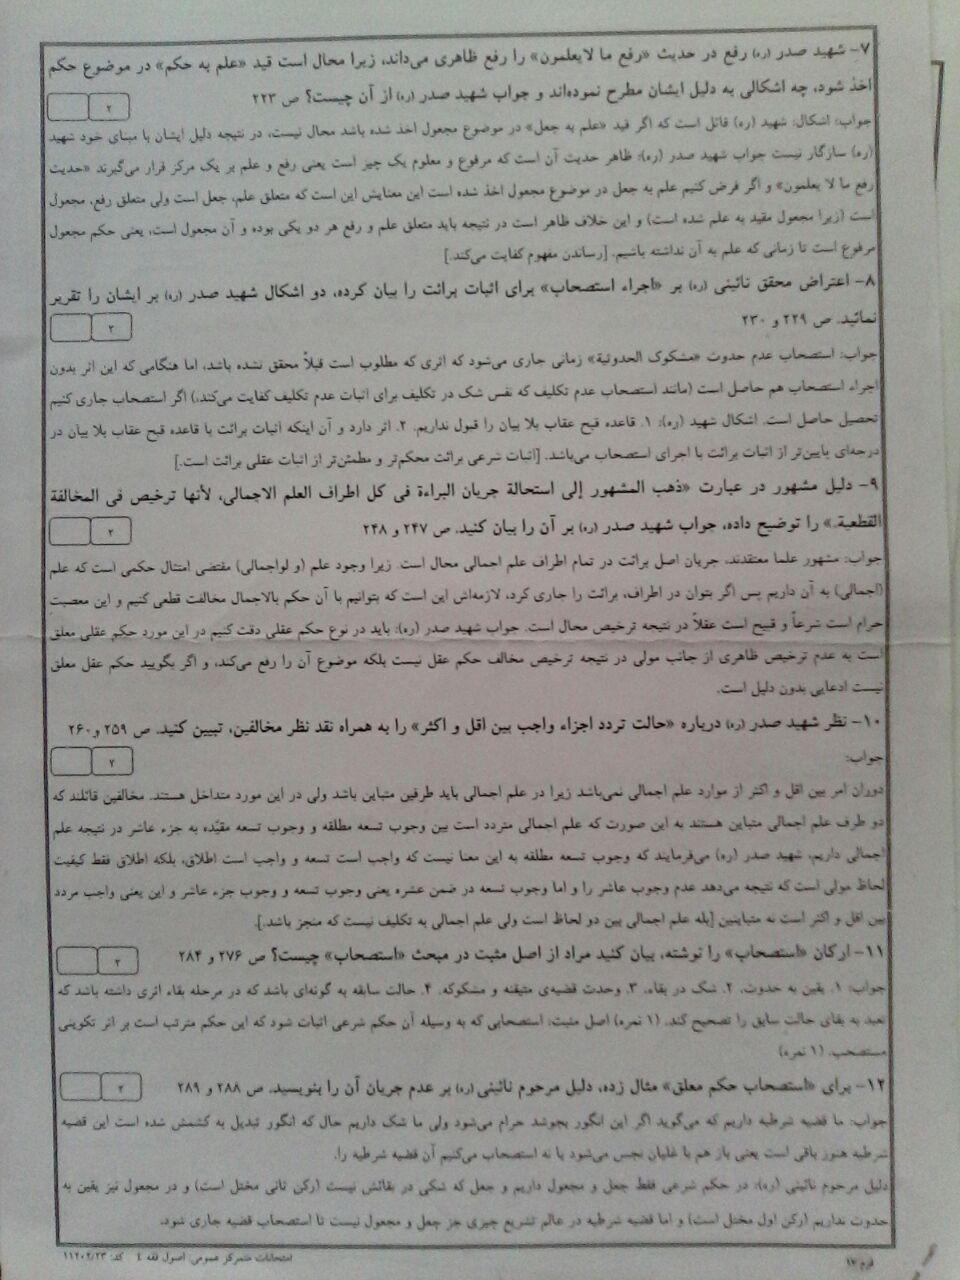 ۷- شهید صدر (ره) رفع در حدیث «رفع ما لایعلمون» را رفع ظاهری می‌داند، زیرا محال است قید «علم به حکم» در موضوع حکم
اخذ شود، چه اشکالی به دلیل ایشان مطرح نموده‌اند و جواب شهید صدر (ره) از آن چیست؟ ص ۲۲۳
۲
جواب: اشکال: شهید (ره) قائل است که اگر قید «علم به جعل» در موضوع مجعول اخذ شده باشد محال نیست، در نتیجه دلیل ایشان با مبنای خود شهید
(ره) سازگار نیست جواب شهید صدر (ره): ظاهر حدیث آن است که مرفوع و معلوم یک چیز است یعنی رفع و علم بر یک مرکز قرار می‌گیرند «حدیث
رفع ما لا یعلمون» و اگر فرض کنیم علم به جعل در موضوع مجعول اخذ شده است این معنایش این است که متعلق علم، جعل است ولی متعلق رفع، مجعول
است (زیرا مجعول مقید به علم شده است) و این خلاف ظاهر است در نتیجه باید متعلق علم و رفع هر دو یکی بوده و آن مجعول است، یعنی حکم مجعول
مرفوع است تا زمانی که علم به آن نداشته باشیم. [رساندن مفهوم کفایت می‌کند.]
۸- اعتراض محقق نائینی (ره) بر «اجراء استصحاب» برای اثبات برائت را بیان کرده، دو اشکال شهید صدر (ره) بر ایشان را تقریر
نمائید. ص ۲۲۹ و ۲۳۰
۲
جواب: استصحاب عدم حدوث «مشکوک الحدوثیة» زمانی جاری می‌شود که اثری که مطلوب است قبلاً محقق نشده باشد، اما هنگامی که این اثر بدون
اجراء استصحاب هم حاصل است (مانند استصحاب عدم تکلیف که نفس شک در تکلیف برای اثبات عدم تکلیف کفایت می‌کند،) اگر استصحاب جاری کنیم
تحصیل حاصل است. اشکال شهید (ره): ۱. قاعده قبح عقاب بلا بیان را قبول نداریم. ۲. اثر دارد و آن اینکه اثبات برائت با قاعده قبح عقاب بلا بیان در
درجه‌ای پایین‌تر از اثبات برائت با اجرای استصحاب می‌باشد. [اثبات شرعی برائت محکم‌تر و مطمئن‌تر از اثبات عقلی برائت است.]
۹- دلیل مشهور در عبارت «ذهب المشهور إلی استحالة جریان البراءة فی کل اطراف العلم الاجمالی، لأنها ترخیص فی المخالفة
القطعیة.» را توضیح داده، جواب شهید صدر (ره) بر آن را بیان کنید. ص ۲۴۷ و ۲۴۸
۲
جواب: مشهور علما معتقدند، جریان اصل برائت در تمام اطراف علم اجمالی محال است. زیرا وجود علم (و لواجمالی) مقتضی امتثال حکمی است که علم
(اجمالی) به آن داریم پس اگر بتوان در اطراف، برائت را جاری کرد، لازمه‌اش این است که بتوانیم با آن حکم بالاجمال مخالفت قطعی کنیم و این معصیت
حرام است شرعاً و قبیح است عقلاً در نتیجه ترخیص محال است. جواب شهید صدر (ره): باید در نوع حکم عقلی دقت کنیم در این مورد حکم عقلی معلق
است به عدم ترخیص ظاهری از جانب مولی در نتیجه ترخیص مخالف حکم عقل نیست بلکه موضوع آن را رفع می‌کند، و اگر بگویید حکم عقل معلق
نیست ادعایی بدون دلیل است.
۱۰- نظر شهید صدر (ره) درباره «حالت تردد اجزاء واجب بین اقل و اکثر» را به همراه نقد نظر مخالفین، تبیین کنید. ص ۲۵۹ و۲۶۰
جواب:
۲
دوران امر بین اقل و اکثر از موارد علم اجمالی نمی‌باشد زیرا در علم اجمالی باید طرفین متباین باشد ولی در این مورد متداخل هستند. مخالفین قائلند که
دو طرف علم اجمالی متباین هستند به این صورت که علم اجمالی متردد است بین وجوب تسعه مطلقه و وجوب تسعه مقیّده به جزء عاشر در نتیجه علم
اجمالی داریم، شهید صدر (ره) می‌فرمایند که وجوب تسعه مطلقه به این معنا نیست که واجب است تسعه و واجب است اطلاق، بلکه اطلاق فقط کیفیت
لحاظ مولی است که نتیجه می‌دهد عدم وجوب عاشر را و اما وجوب تسعه در ضمن عشره یعنی وجوب تسعه و وجوب جزء عاشر و این یعنی واجب مردد
بین اقل و اکثر است نه متباینین [بله علم اجمالی بین دو لحاظ است ولی علم اجمالی به تکلیف نیست که منجز باشد.].
۱۱- ارکان «استصحاب» را نوشته، بیان کنید مراد از اصل مثبت در مبحث «استصحاب» چیست؟ ص ۲۷۶ و ۲۸۴
۲
جواب: ۱. یقین به حدوث. ۲. شک در بقاء. ۳. وحدت قضیه‌ی متیقنه و مشکوکه. ۴. حالت سابقه به گونه‌ای باشد که در مرحله بقاء اثری داشته باشد که
تعبد به بقای حالت سابق را تصحیح کند. (۱ نمره) اصل مثبت: استصحابی که به وسیله آن حکم شرعی اثبات شود که این حکم مترتب است بر اثر تکوینی
مستصحب. (۱ نمره)
۱۲- برای «استصحاب حکم معلق» مثال زده، دلیل مرحوم نائینی (ره) بر عدم جریان آن را بنویسید. ص ۲۸۸ و ۲۸۹
۲
جواب: ما قضیه شرطیه داریم که می‌گوید اگر این انگور بجوشد حرام می‌شود ولی ما شک داریم حال که انگور تبدیل به کشمش شده است این قضیه
شرطیه هنوز باقی است یعنی باز هم با غلیان نجس می‌شود یا نه استصحاب می‌کنیم آن قضیه شرطیه را.
دلیل مرحوم نائینی (ره): در حکم شرعی فقط جعل و مجعول داریم و جعل که شکی در بقائش نیست (رکن ثانی مختل است) و در مجعول نیز یقین به
حدوث نداریم (رکن اول مختل است) و اما قضیه شرطیه در عالم تشریع چیزی جز جعل و مجعول نیست تا استصحاب قضیه جاری شود.
فرم ۱۲
امتحانات متمرکز عمومی: اصول فقه ٤ کد: ۱۱۲۰۲/۲۳